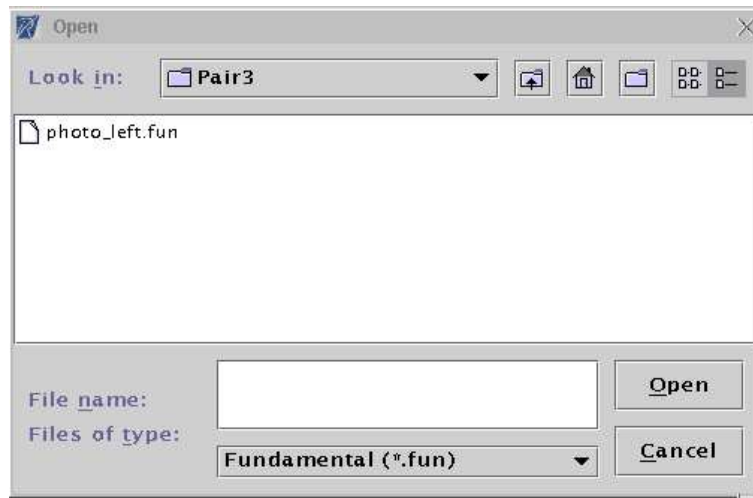 Open
Look in: Pair3
photo_left.fun
File name:
Open
Files of type:
Fundamental (*.fun)
Cancel